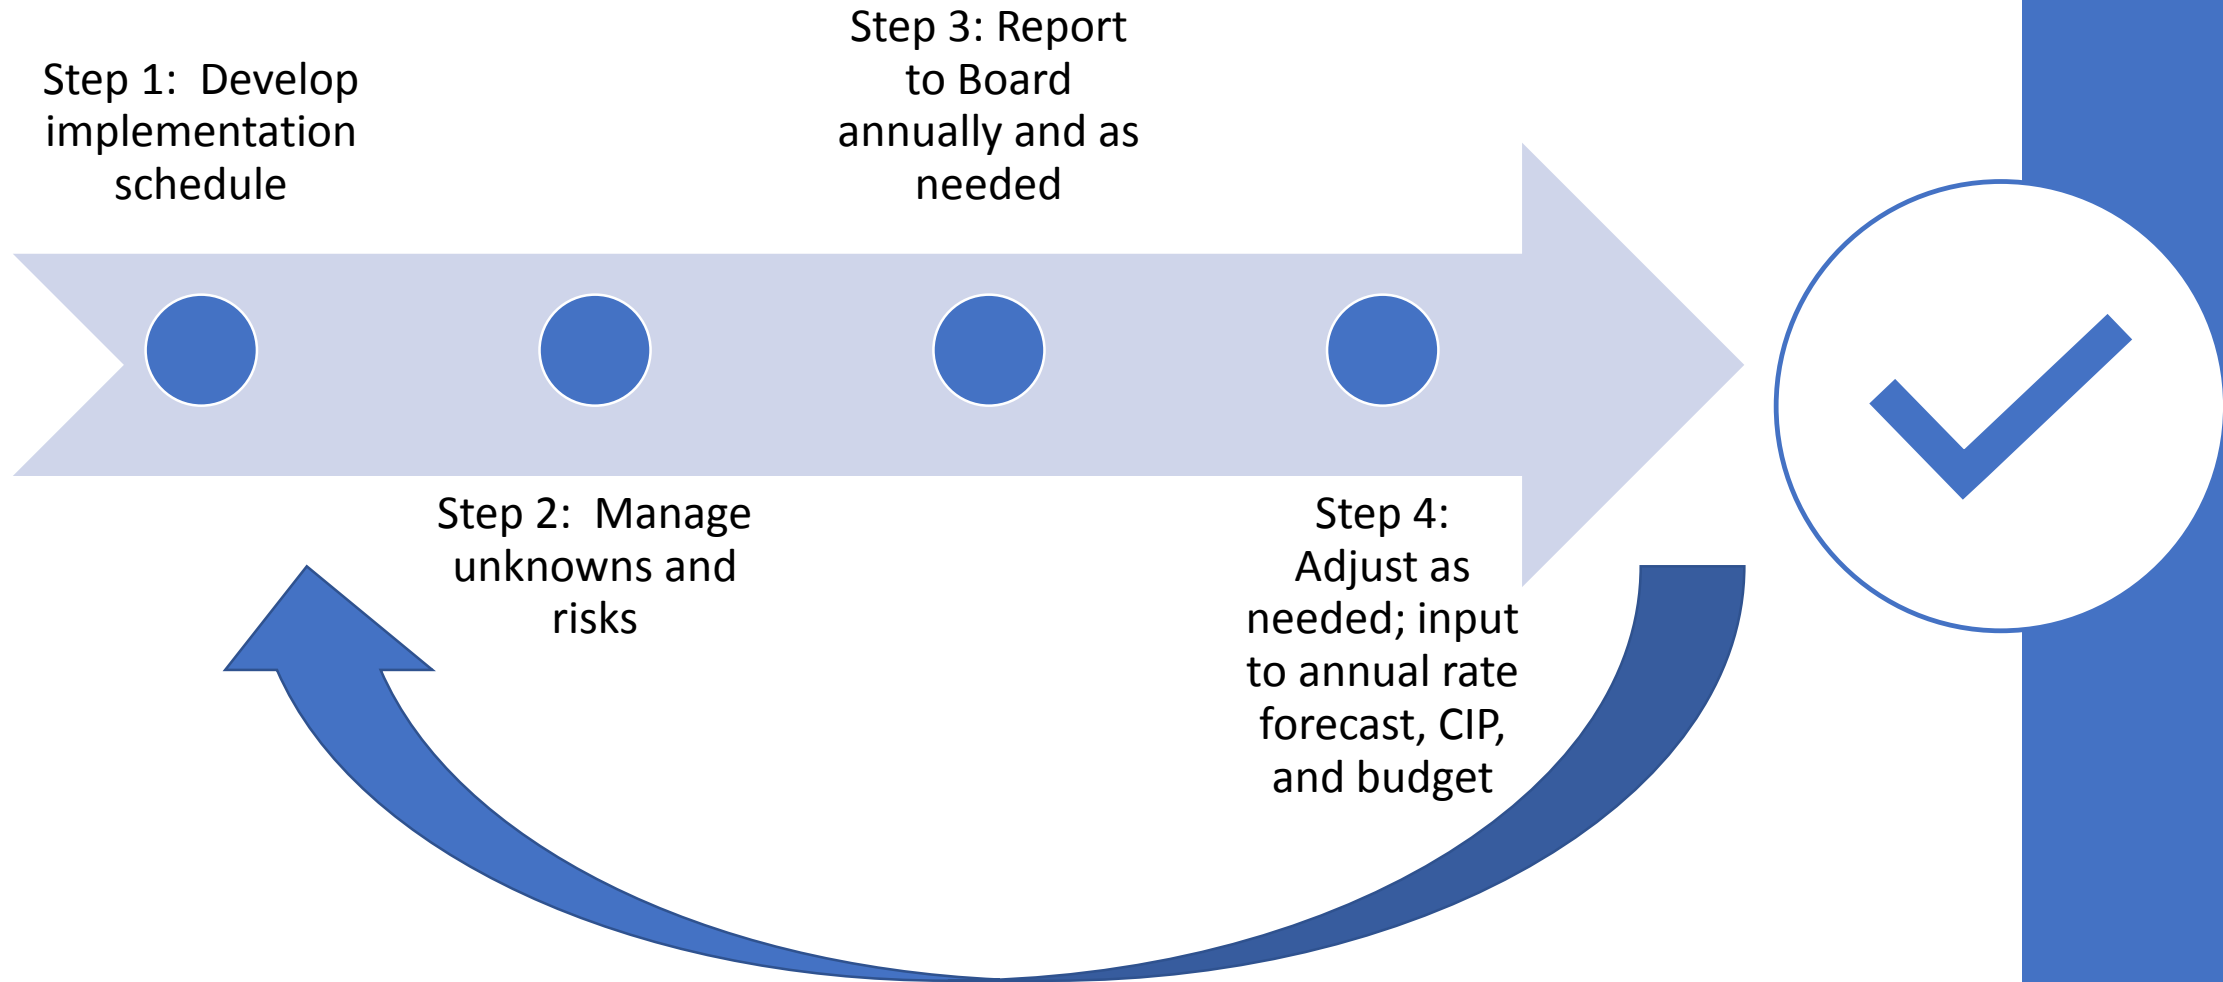 Step 1:  Develop
implementation
schedule
Step 2:  Manage
unknowns and
risks
Step 3: Report
to Board
annually and as
needed
Step 4:
Adjust as
needed; input
to annual rate
forecast, CIP,
and budget